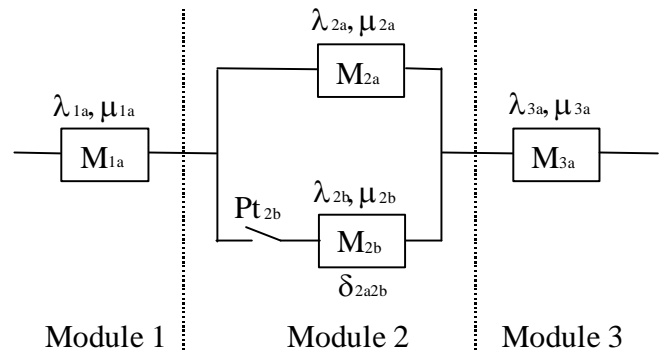 λ2a, μ2a
M2a
λ1a, μ1a
M1a
λ3a, μ3a
M3a
Pt2b
λ2b, μ2b
M2b
δ2a2b
Module 1
Module 2
Module 3